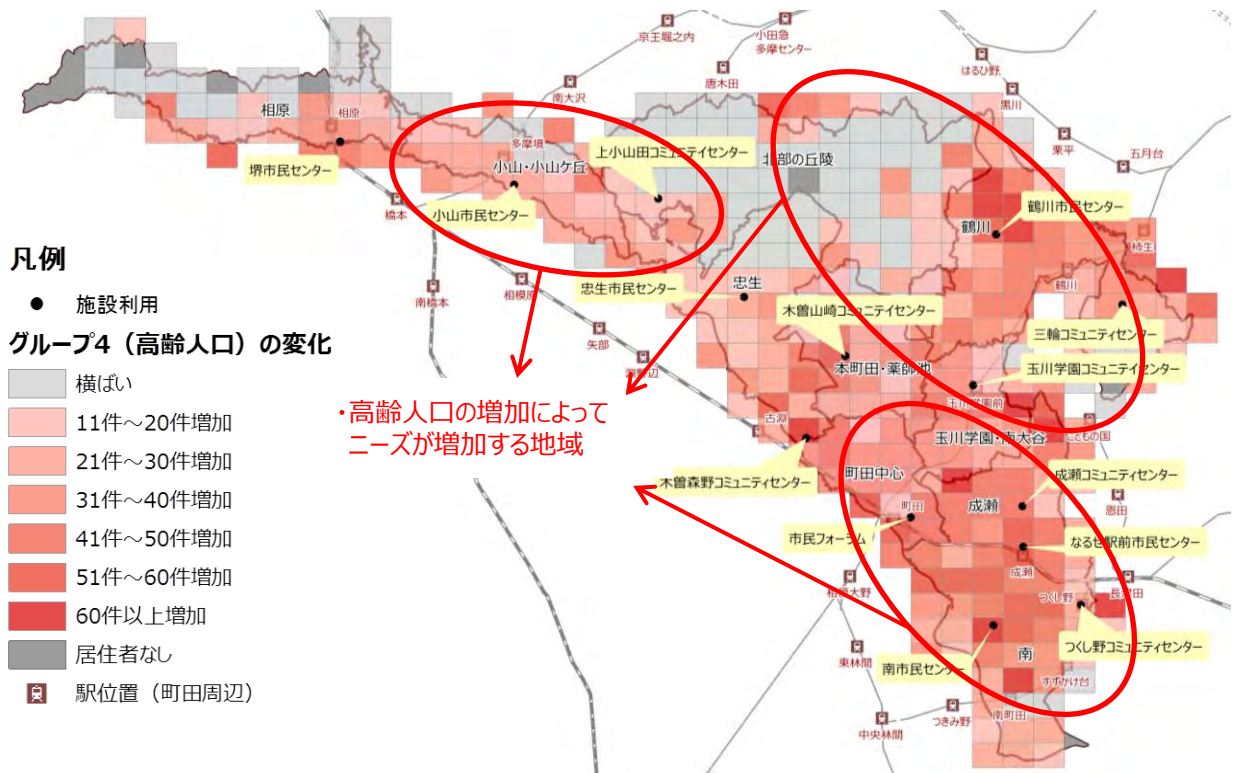 京王堀之内
小田急
多摩センター
はるひ野
唐木田
黒川
南大沢
栗平
五月台
相原
相原
多摩境
上小山田コミュニテイセンター
北部の丘陵
堺市民センター
小山・小山ケ丘
橋本
小山市民センター
鶴川市民センター
鶴川
柿生
凡例
● 施設利用
グループ4（高齢人口）の変化
横ばい
11件～20件増加
21件～30件増加
31件～40件増加
41件～50件増加
51件～60件増加
60件以上増加
居住者なし
駅位置（町田周辺）
南橋本
相模原
忠生市民センター
忠生
鶴川
木曽山崎コミュニテイセンター
三輪コミュニティセンター
矢部
淵野辺
本町田・薬師池
玉川学園コミュニテイセンター
玉川学園前
・高齢人口の増加によって
ニーズが増加する地域
古淵
玉川学園・南大谷
こどもの国
木曽森野コミュニティセンター
町田中心
成瀬コミュニティセンター
成瀬
恩田
町田
市民フォーラム
なるせ駅前市民センター
成瀬
相模大野
つくし野
長津田
東林間
南市民センター
南
つくし野コミュニティセンター
すずかけ台
つきみ野
南町田
中央林間